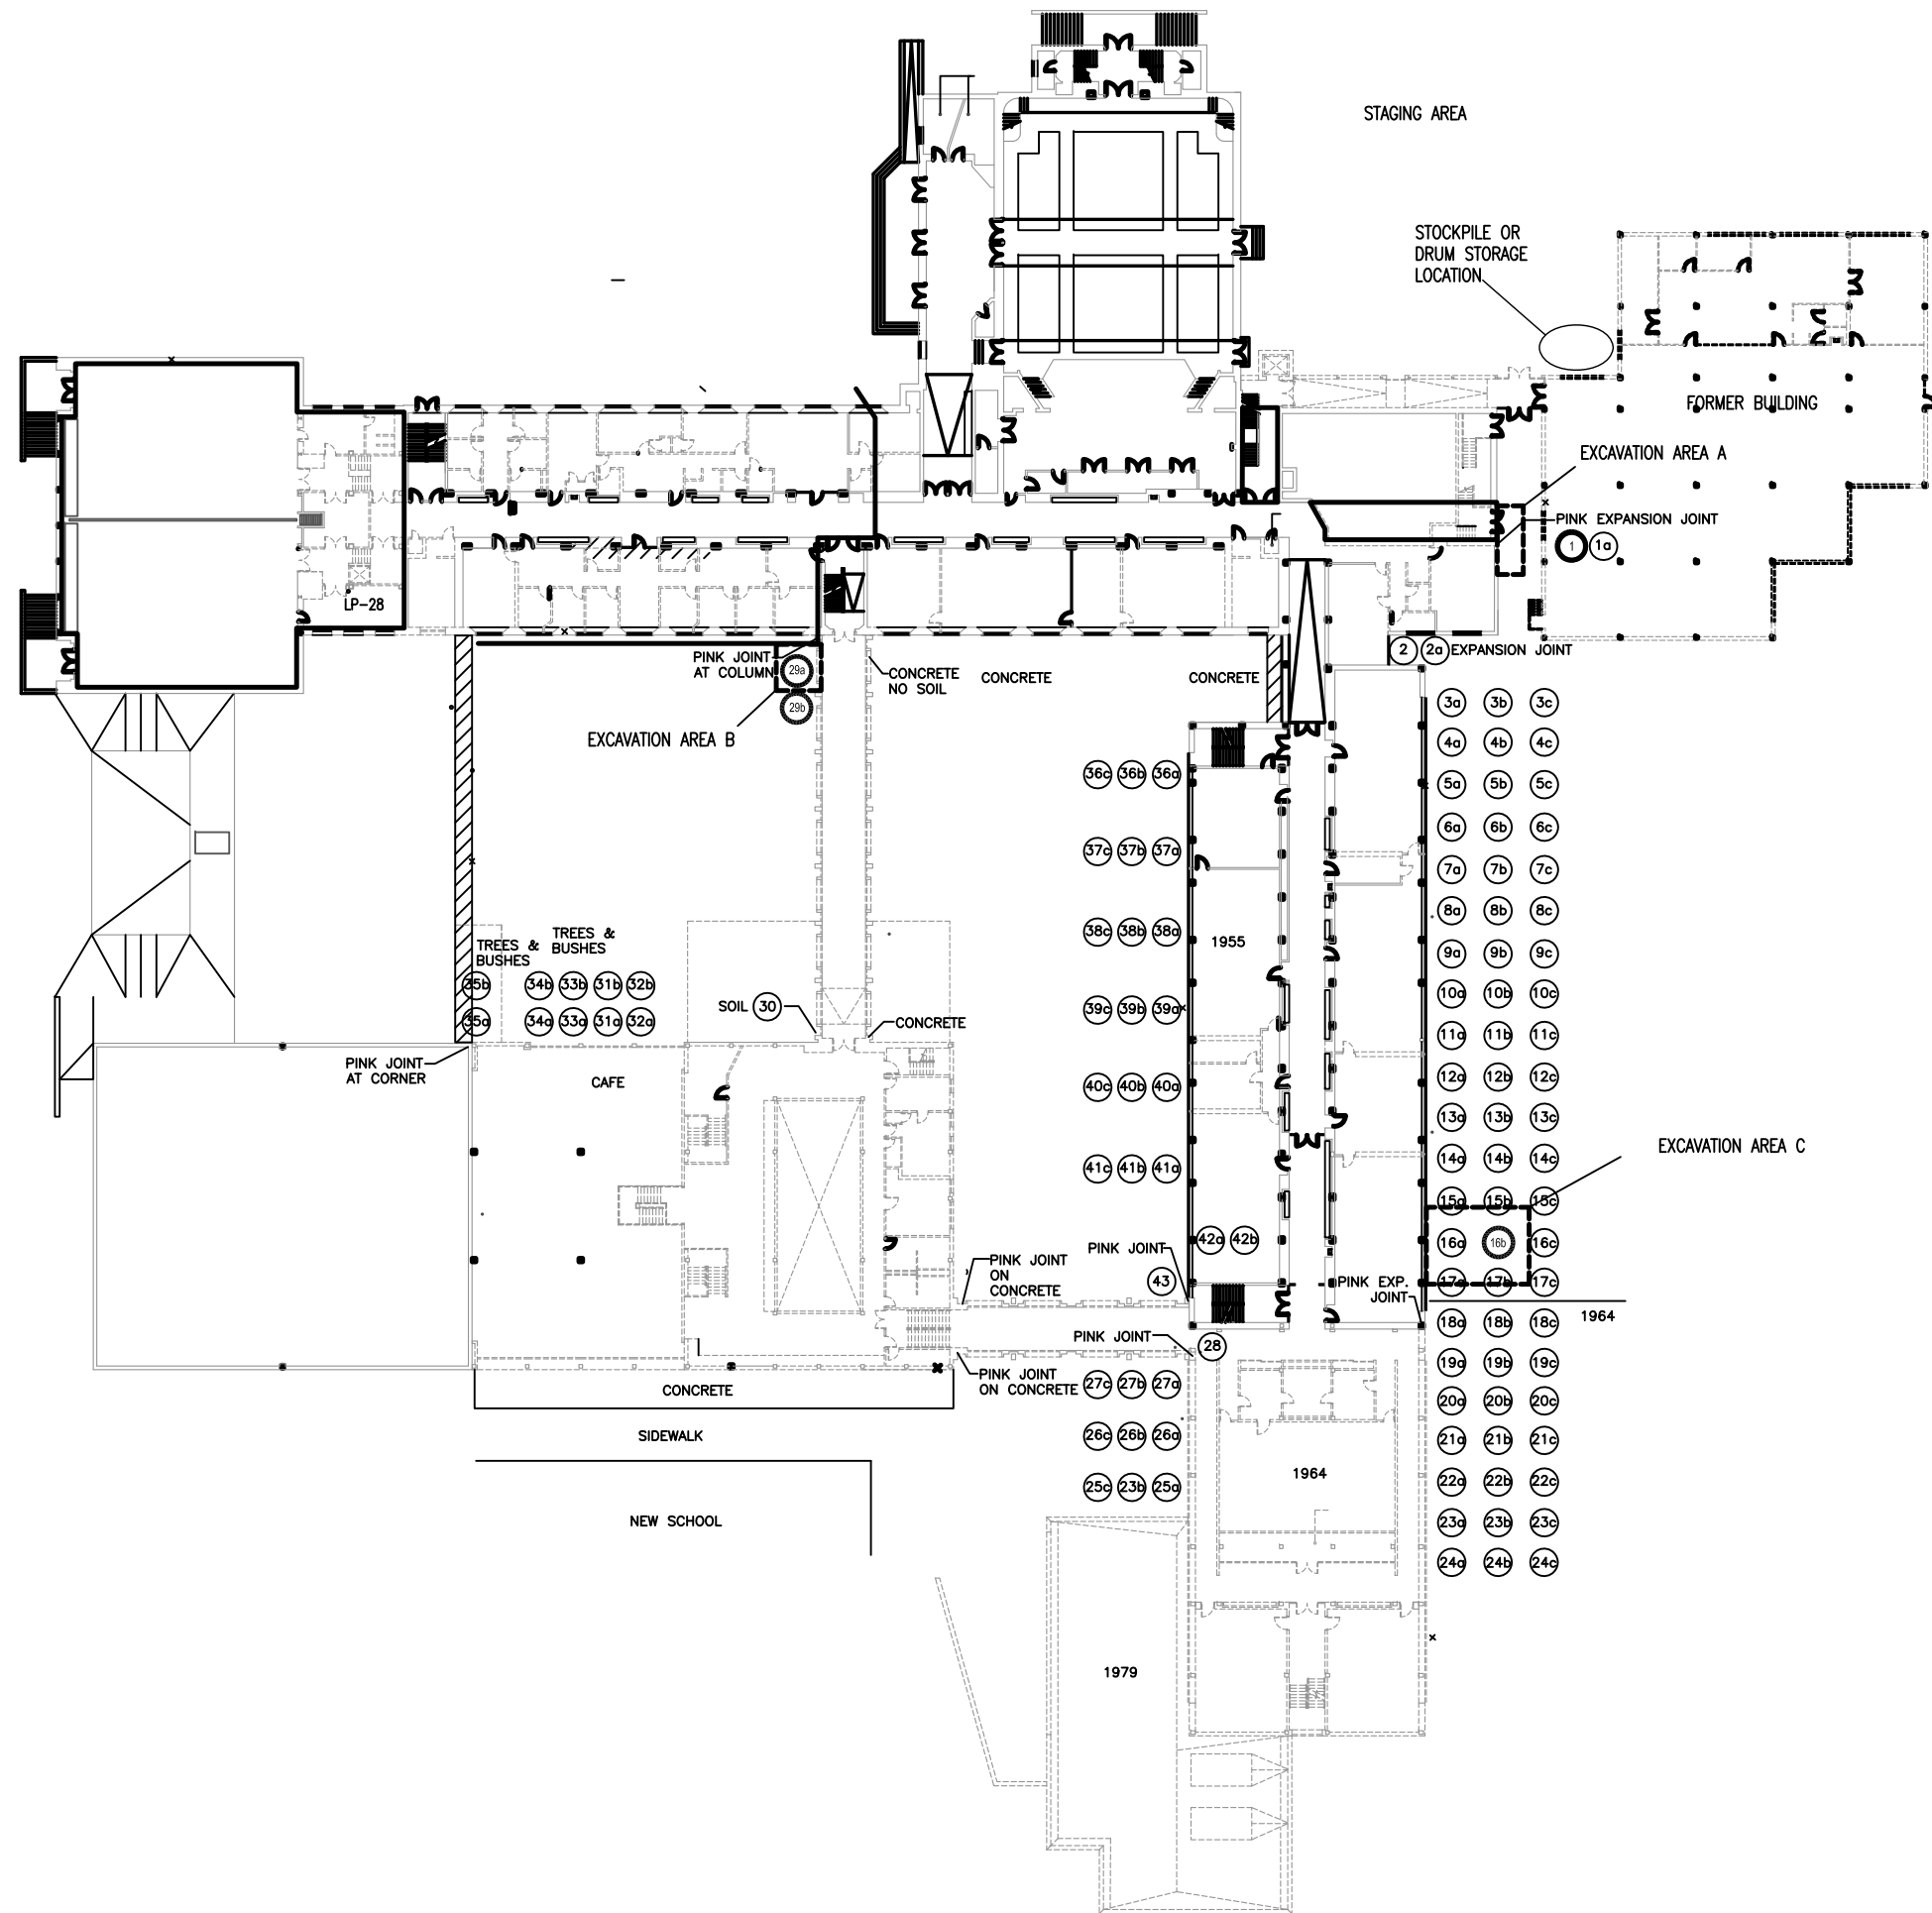 STAGING AREA
STOCKPILE OR
DRUM STORAGE
LOCATION
FORMER BUILDING
EXCAVATION AREA A
PINK EXPANSION JOINT
1 1a
LP-28
2 2a EXPANSION JOINT
PINK JOINT
AT COLUMN
29a
29b
CONCRETE
NO SOIL
CONCRETE
CONCRETE
EXCAVATION AREA B
3a 3b 3c
4a 4b 4c
36c 36b 36a
5a 5b 5c
6a 6b 6c
37c 37b 37a
7a 7b 7c
8a 8b 8c
38c 38b 38a
1955
TREES &
BUSHES
TREES &
BUSHES
9a 9b 9c
35b 34b 33b 31b 32b
10a 10b 10c
SOIL 30
39c 39b 39a
35a 34a 33a 31a 32a
CONCRETE
11a 11b 11c
PINK JOINT
AT CORNER
CAFE
12a 12b 12c
40c 40b 40a
13a 13b 13c
EXCAVATION AREA C
14a 14b 14c
41c 41b 41a
15a 15b 15c
42a 42b
16a 16b 16c
PINK JOINT
PINK JOINT
ON
CONCRETE
43
PINK EXP.
JOINT
17a 17b 17c
1964
18a 18b 18c
PINK JOINT
28
19a 19b 19c
PINK JOINT
ON CONCRETE
27c 27b 27a
CONCRETE
20a 20b 20c
SIDEWALK
26c 26b 26a
21a 21b 21c
1964
22a 22b 22c
25c 23b 25a
NEW SCHOOL
23a 23b 23c
24a 24b 24c
1979